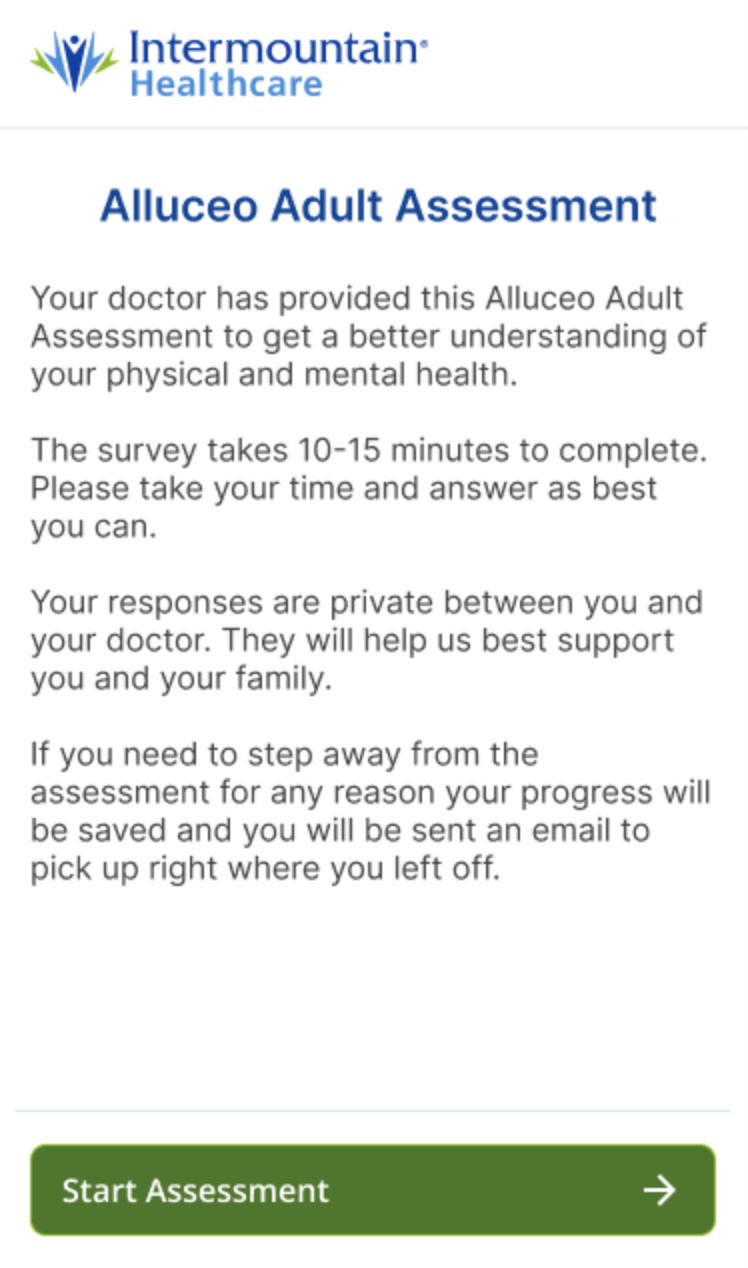 Intermountain®
Healthcare
Alluceo Adult Assessment
Your doctor has provided this Alluceo Adult
Assessment to get a better understanding of
your physical and mental health.
The survey takes 10-15 minutes to complete.
Please take your time and answer as best
you can.
Your responses are private between you and
your doctor. They will help us best support
you and your family.
If you need to step away from the
assessment for any reason your progress will
be saved and you will be sent an email to
pick up right where you left off.
Start Assessment